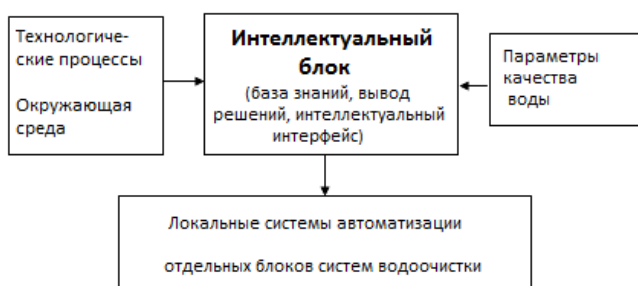 Технологиче-
ские процессы
Окружающая
среда
Интеллектуальный
блок
(база знаний, вывод
решений, интеллектуальный
интерфейс)
Параметры
качества
воды
Локальные системы автоматизации
отдельных блоков систем водоочистки